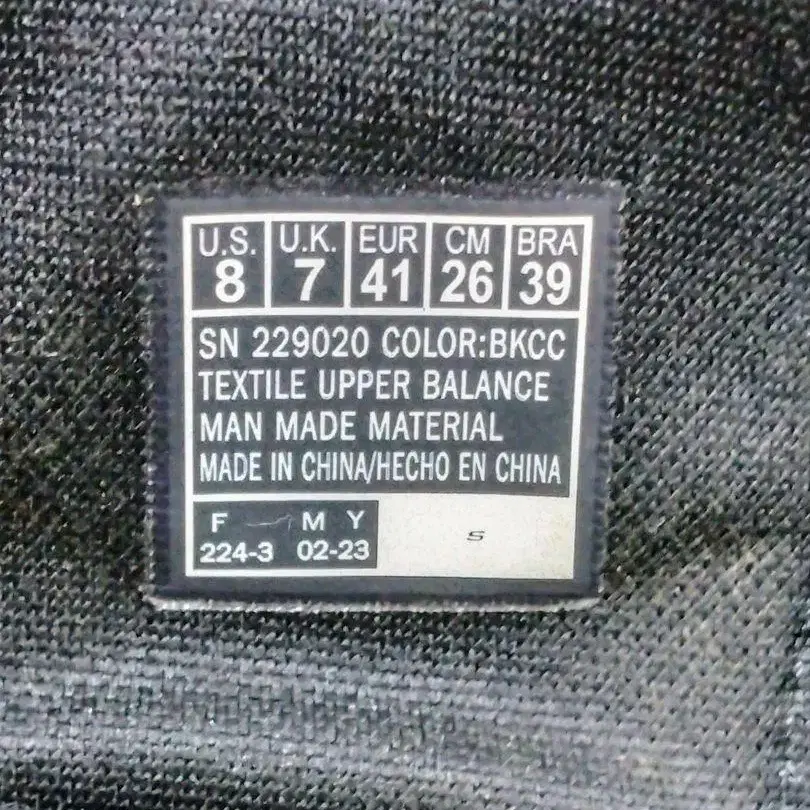 U.S. U.K. EUR CM BRA
8 7 41 26 39
SN 229020 COLOR:BKCC
TEXTILE UPPER BALANCE
MAN MADE MATERIAL
MADE IN CHINA/HECHO EN CHINA
F M Y
224-3 02-23
S